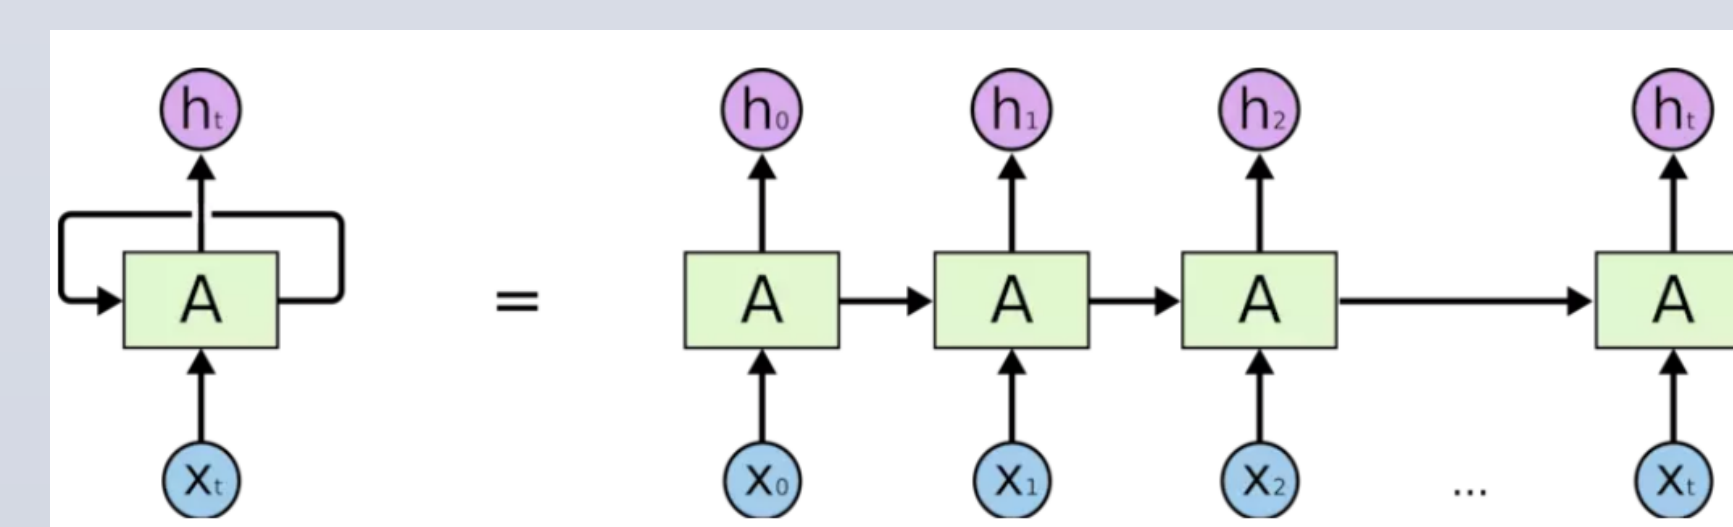 hₜ h₀ h₁ h₂ hₜ
A = A A A A
Xₜ X₀ X₁ X₂ ... Xₜ